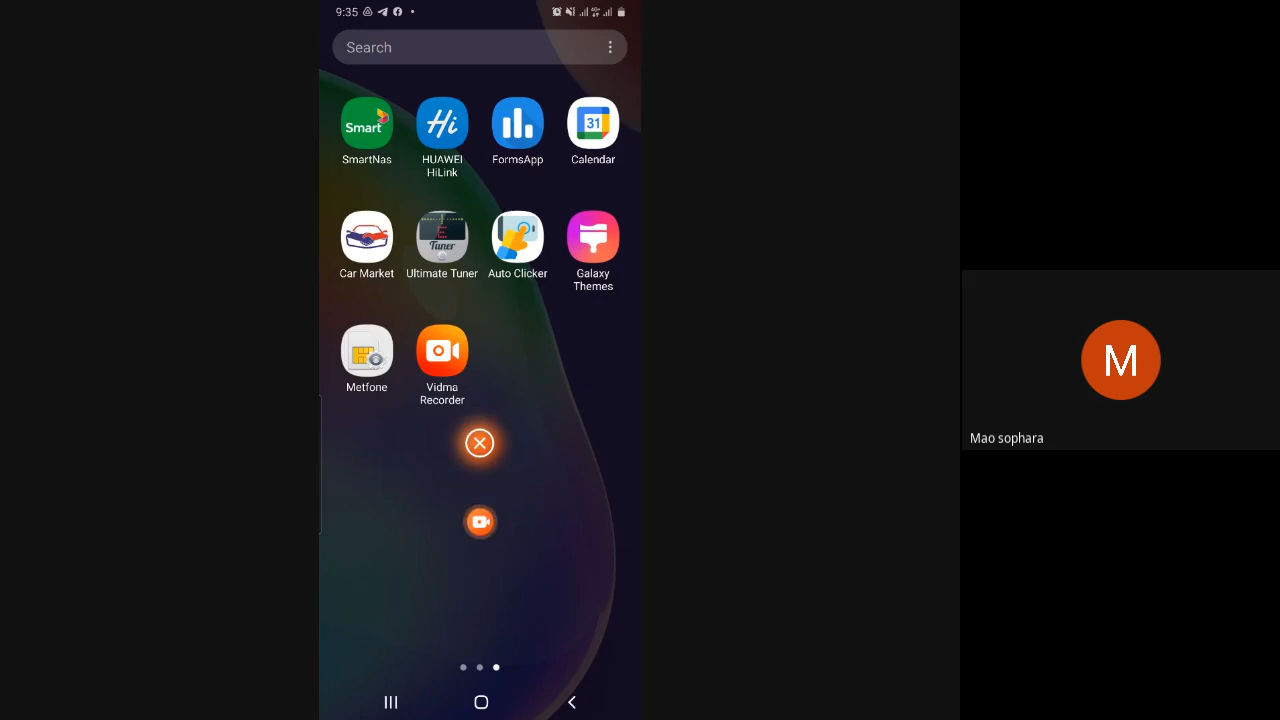 9:35
Search
Smart
Hi
31
SmartNas
HUAWEI
HiLink
FormsApp
Calendar
Tuner
Car Market
Ultimate Tuner
Auto Clicker
Galaxy
Themes
Metfone
Vidma
Recorder
M
Mao sophara